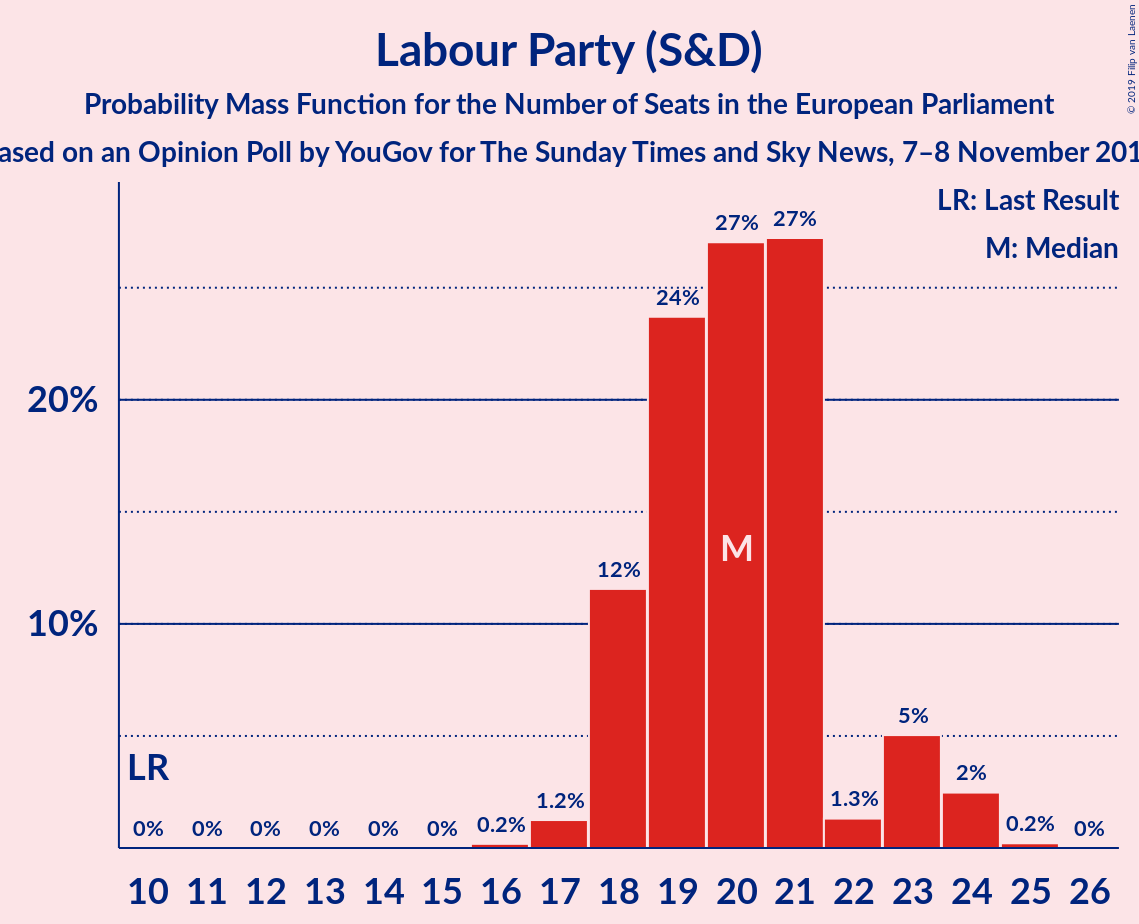 Labour Party (S&D)
Probability Mass Function for the Number of Seats in the European Parliament
ased on an Opinion Poll by YouGov for The Sunday Times and Sky News, 7–8 November 201
© 2019 Filip van Laenen
LR: Last Result
M: Median
20%
10%
27% 27%
24%
12%
M
5%
LR
2%
0% 0% 0% 0% 0% 0% 0.2% 1.2% 1.3% 0.2% 0%
10 11 12 13 14 15 16 17 18 19 20 21 22 23 24 25 26